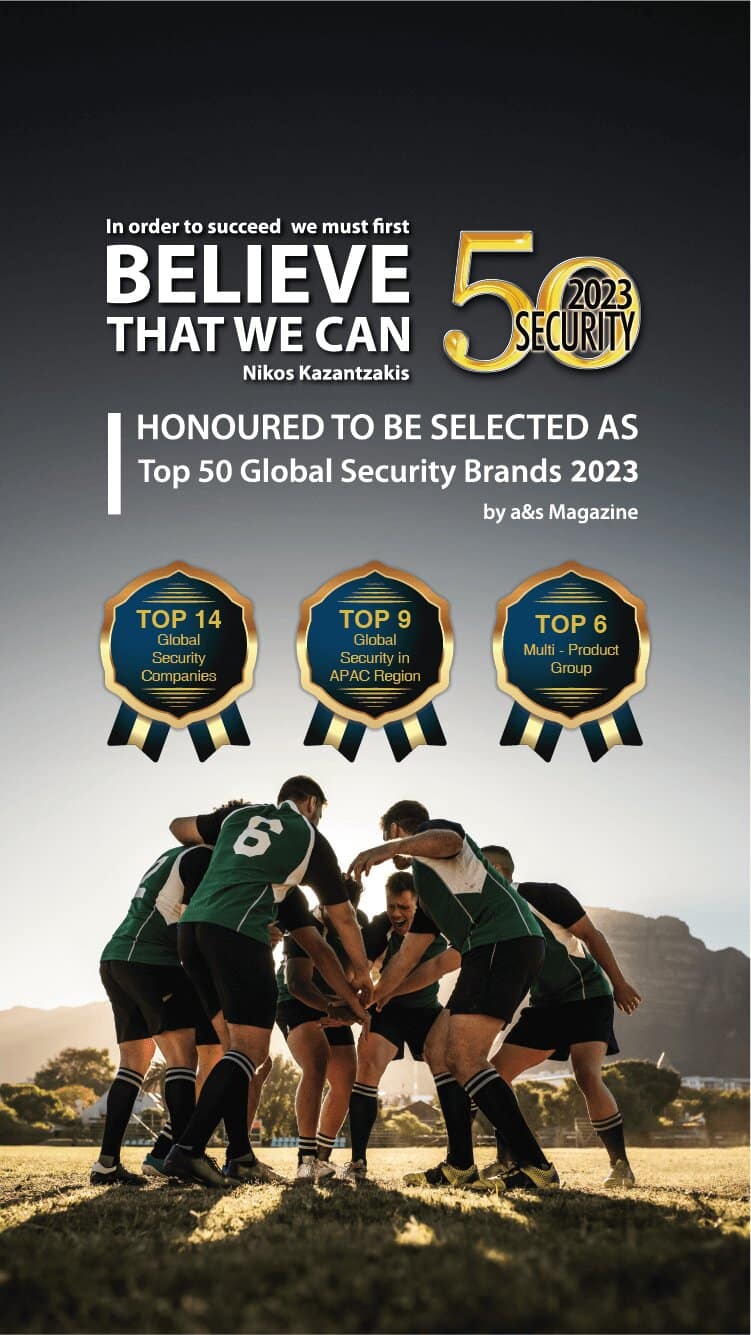 In order to succeed we must first
BELIEVE
THAT WE CAN
Nikos Kazantzakis
50
2023
SECURITY
HONOURED TO BE SELECTED AS
Top 50 Global Security Brands 2023
by a&s Magazine
TOP 14
Global
Security
Companies
TOP 9
Global
Security in
APAC Region
TOP 6
Multi - Product
Group
6
2